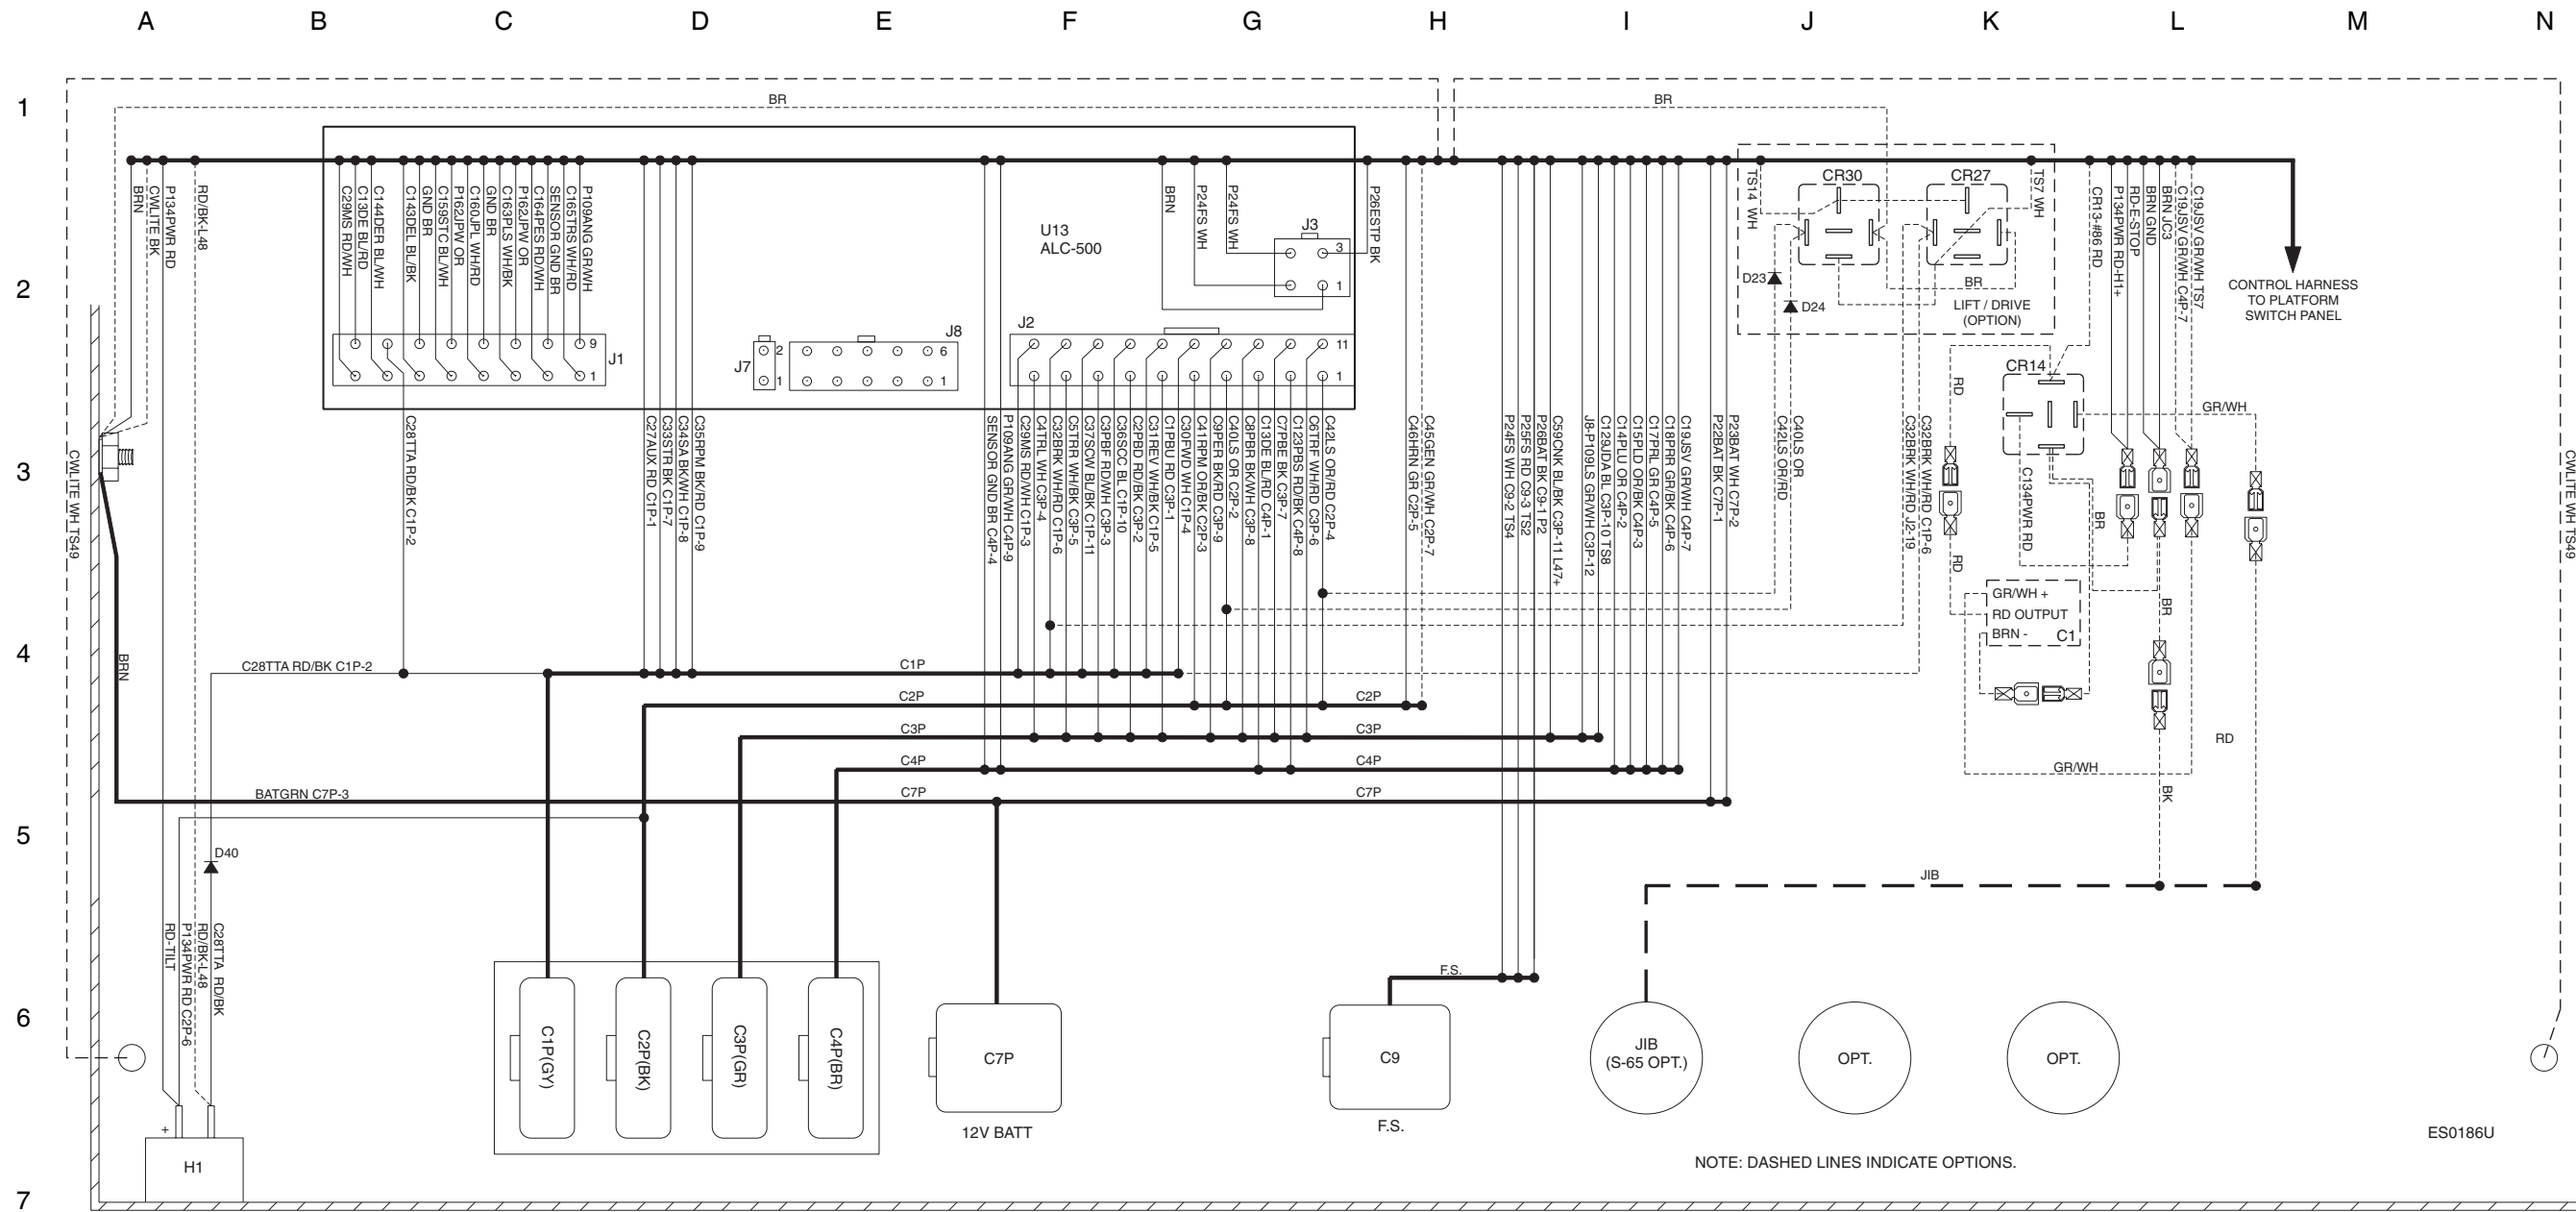 A B C D E F G H I J K L M N
1
2
3
4
5
6
7
BR
BR
BRN
CWLITE BK
P134PWR RD
RD/BK-L48
C29MS RD/WH
C13DE BL/RD
C144DER BL/WH
C143DEL BL/BK
GND BR
C159STC BL/WH
P162JPW OR
C160JPL WH/RD
GND BR
C163PLS WH/BK
P162JPW OR
C164PES RD/WH
SENSOR GND BR
C165TRS WH/RD
P109ANG GR/WH
U13
ALC-500
BRN
P24FS WH
P24FS WH
J3
3
1
P26ESTP BK
9
1
J1
J7
2
1
J8
6
1
J2
11
1
TS14 WH
CR30
CR27
TS7 WH
D23
D24
BR
LIFT / DRIVE
(OPTION)
CR13-#86 RD
P134PWR RD-H1+
RD-E-STOP
BRN GND
BRN JC3
C19JSV GR/WH C4P-7
C19JSV GR/WH TS7
CONTROL HARNESS
TO PLATFORM
SWITCH PANEL
CWLITE WH TS49
C28TTA RD/BK C1P-2
C27AUX RD C1P-1
C33STR BK C1P-7
C34SA BK/WH C1P-8
C35RPM BK/RD C1P-9
SENSOR GND BR C4P-4
P109ANG GR/WH C4P-9
C29MS RD/WH C1P-3
C4TRL WH C3P-4
C32BRK WH/RD C1P-6
C5TRR WH/BK C3P-5
C37SCW BL/BK C1P-11
C3PBF RD/WH C3P-3
C36SCC BL C1P-10
C2PBD RD/BK C3P-2
C31REV WH/BK C1P-5
C1PBU RD C3P-1
C30FWD WH C1P-4
C41RPM OR/BK C2P-3
C9PER BK/RD C3P-9
C40LS OR C2P-2
C8PBR BK/WH C3P-8
C13DE BL/RD C4P-1
C7PBE BK C3P-7
C123PBS RD/BK C4P-8
C6TRF WH/RD C3P-6
C42LS OR/RD C2P-4
C46HRN GR C2P-5
C45GEN GR/WH C2P-7
P24FS WH C9-2 TS4
P25FS RD C9-3 TS2
P26BAT BK C9-1 P2
C59CNK BL/BK C3P-11 L47+
J8-P109LS GR/WH C3P-12
C129JDA BL C3P-10 TS8
C14PLU OR C4P-2
C15PLD OR/BK C4P-3
C17PRL GR C4P-5
C18PRR GR/BK C4P-6
C19JSV GR/WH C4P-7
P22BAT BK C7P-1
P23BAT WH C7P-2
C42LS OR/RD
C40LS OR
C32BRK WH/RD J2-19
C32BRK WH/RD C1P-6
CR14
RD
RD
C134PWR RD
BR
GR/WH
GR/WH +
RD OUTPUT
BRN -
C1
BR
RD
GR/WH
BK
CWLITE WH TS49
BRN
C28TTA RD/BK C1P-2
C1P
C2P
C2P
C3P
C3P
C4P
C4P
BATGRN C7P-3
C7P
C7P
D40
RD-TILT
P134PWR RD C2P-6
RD/BK-L48
C28TTA RD/BK
JIB
F.S.
C1P(GY)
C2P(BK)
C3P(GR)
C4P(BR)
C7P
12V BATT
C9
F.S.
JIB
(S-65 OPT.)
OPT.
OPT.
+
H1
ES0186U
NOTE: DASHED LINES INDICATE OPTIONS.